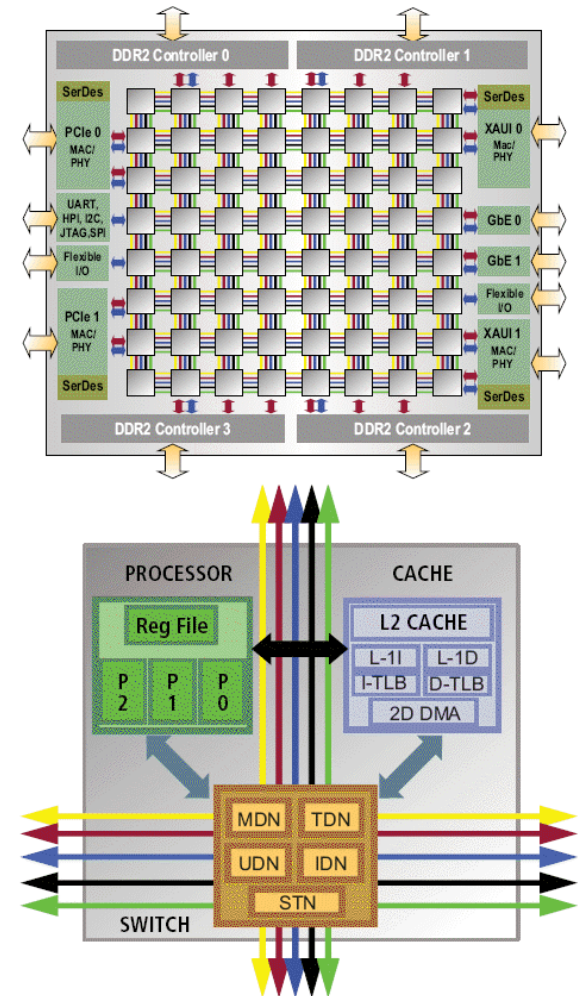 DDR2 Controller 0
DDR2 Controller 1
SerDes
PCIe 0
MAC/
PHY
UART,
HPI, I2C,
JTAG,SPI
Flexible
I/O
PCIe 1
MAC/
PHY
SerDes
SerDes
XAUI 0
Mac/
PHY
GbE 0
GbE 1
Flexible
I/O
XAUI 1
MAC/
PHY
SerDes
DDR2 Controller 3
DDR2 Controller 2
PROCESSOR
CACHE
Reg File
P
2
P
1
P
0
L2 CACHE
L-1I
L-1D
I-TLB
D-TLB
2D DMA
MDN
TDN
UDN
IDN
STN
SWITCH